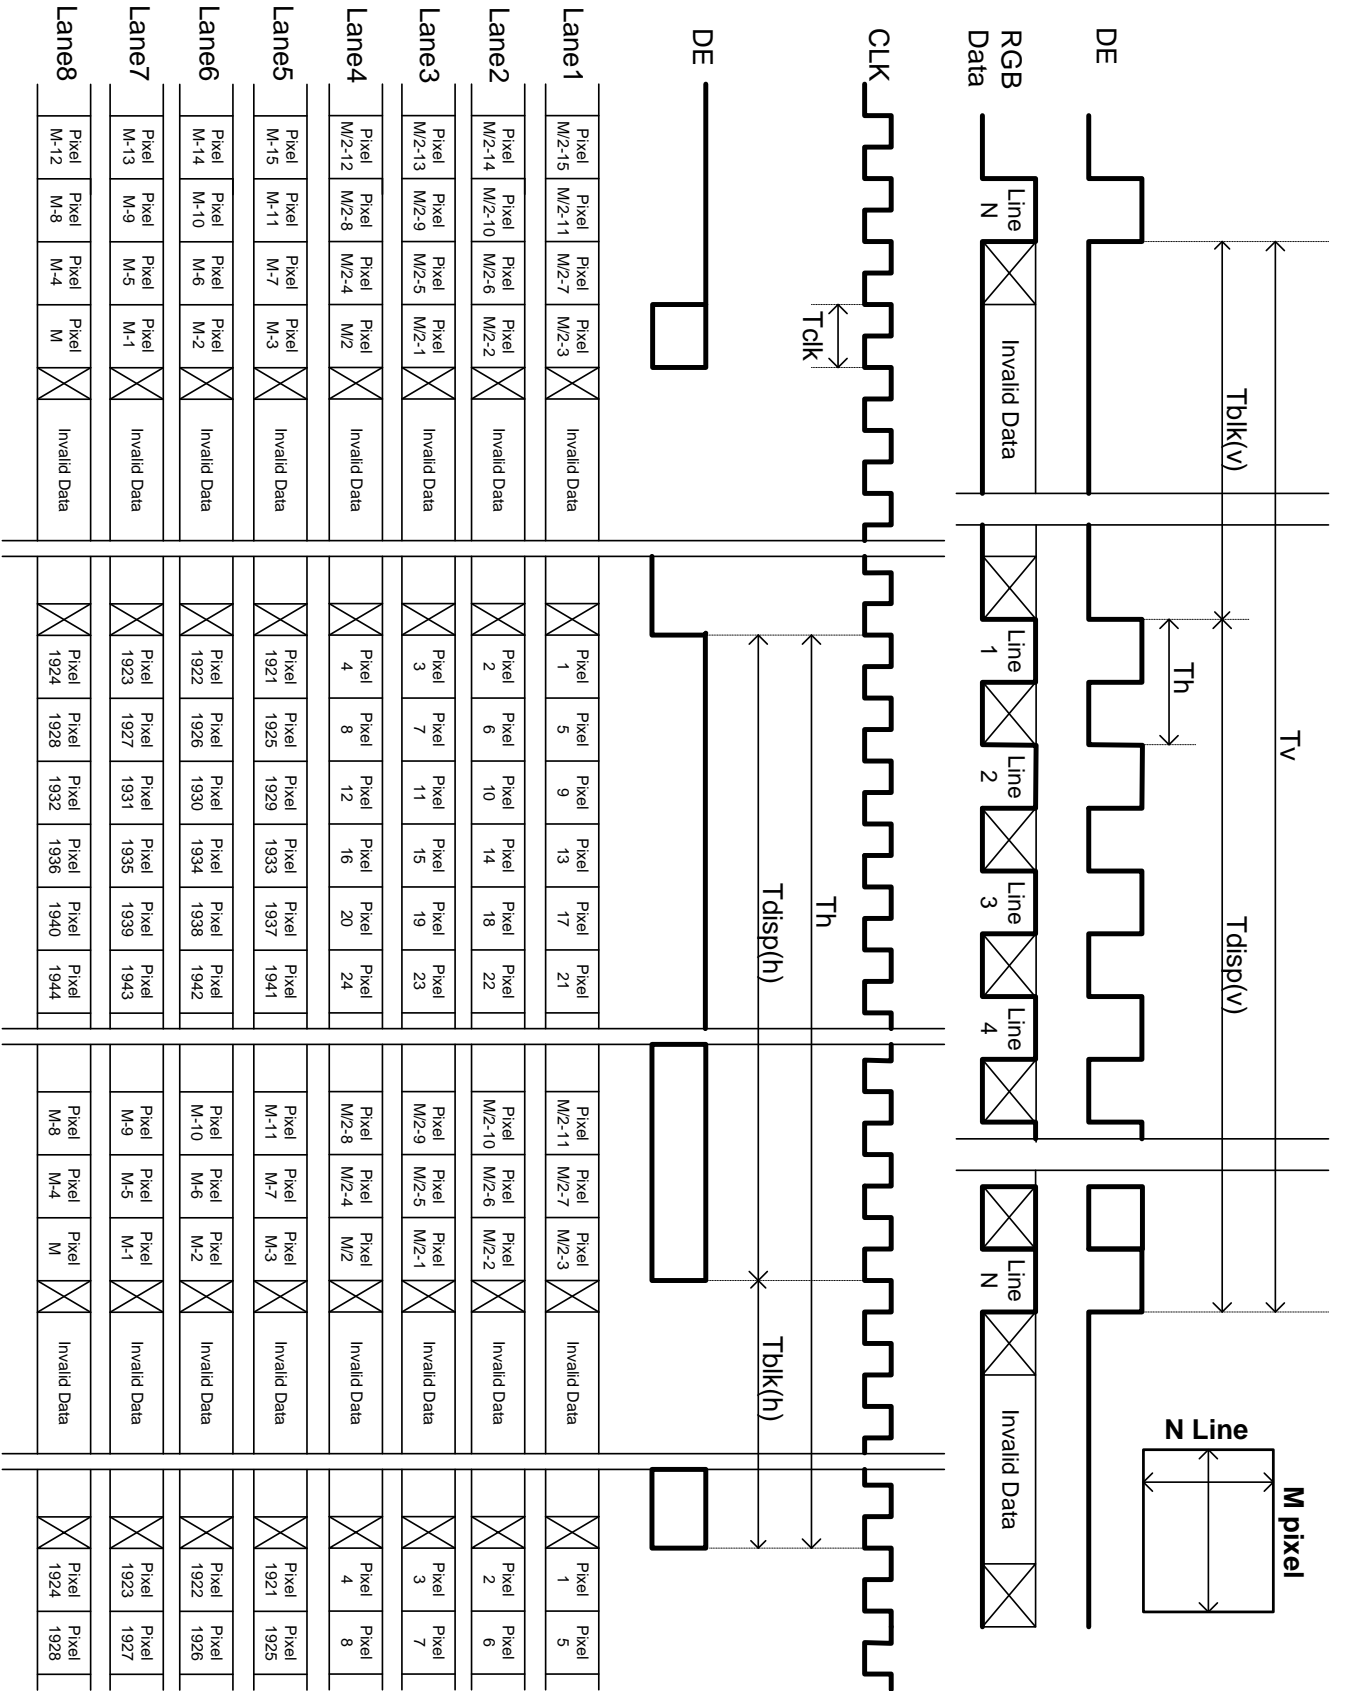 DE
RGB
Data
Line
N
Invalid Data
Line
1
Line
2
Line
3
Line
4
Line
N
Invalid Data
Tblk(v)
Tv
Th
Tdisp(v)
N Line
M pixel
CLK
Tclk
DE
Th
Tdisp(h)
Tblk(h)
Lane1
Pixel M/2-15 Pixel M/2-11 Pixel M/2-7 Pixel M/2-3 Invalid Data Pixel 1 Pixel 5 Pixel 9 Pixel 13 Pixel 17 Pixel 21 Pixel M/2-11 Pixel M/2-7 Pixel M/2-3 Invalid Data Pixel 1 Pixel 5
Lane2
Pixel M/2-14 Pixel M/2-10 Pixel M/2-6 Pixel M/2-2 Invalid Data Pixel 2 Pixel 6 Pixel 10 Pixel 14 Pixel 18 Pixel 22 Pixel M/2-10 Pixel M/2-6 Pixel M/2-2 Invalid Data Pixel 2 Pixel 6
Lane3
Pixel M/2-13 Pixel M/2-9 Pixel M/2-5 Pixel M/2-1 Invalid Data Pixel 3 Pixel 7 Pixel 11 Pixel 15 Pixel 19 Pixel 23 Pixel M/2-9 Pixel M/2-5 Pixel M/2-1 Invalid Data Pixel 3 Pixel 7
Lane4
Pixel M/2-12 Pixel M/2-8 Pixel M/2-4 Pixel M/2 Invalid Data Pixel 4 Pixel 8 Pixel 12 Pixel 16 Pixel 20 Pixel 24 Pixel M/2-8 Pixel M/2-4 Pixel M/2 Invalid Data Pixel 4 Pixel 8
Lane5
Pixel M-15 Pixel M-11 Pixel M-7 Pixel M-3 Invalid Data Pixel 1921 Pixel 1925 Pixel 1929 Pixel 1933 Pixel 1937 Pixel 1941 Pixel M-11 Pixel M-7 Pixel M-3 Invalid Data Pixel 1921 Pixel 1925
Lane6
Pixel M-14 Pixel M-10 Pixel M-6 Pixel M-2 Invalid Data Pixel 1922 Pixel 1926 Pixel 1930 Pixel 1934 Pixel 1938 Pixel 1942 Pixel M-10 Pixel M-6 Pixel M-2 Invalid Data Pixel 1922 Pixel 1926
Lane7
Pixel M-13 Pixel M-9 Pixel M-5 Pixel M-1 Invalid Data Pixel 1923 Pixel 1927 Pixel 1931 Pixel 1935 Pixel 1939 Pixel 1943 Pixel M-9 Pixel M-5 Pixel M-1 Invalid Data Pixel 1923 Pixel 1927
Lane8
Pixel M-12 Pixel M-8 Pixel M-4 Pixel M Invalid Data Pixel 1924 Pixel 1928 Pixel 1932 Pixel 1936 Pixel 1940 Pixel 1944 Pixel M-8 Pixel M-4 Pixel M Invalid Data Pixel 1924 Pixel 1928